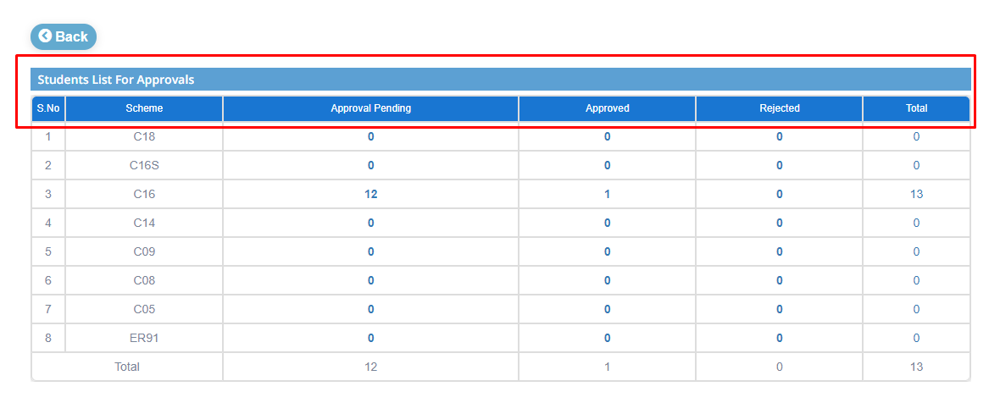 Back
Students List For Approvals
S.No Scheme Approval Pending Approved Rejected Total
1 C18 0 0 0 0
2 C16S 0 0 0 0
3 C16 12 1 0 13
4 C14 0 0 0 0
5 C09 0 0 0 0
6 C08 0 0 0 0
7 C05 0 0 0 0
8 ER91 0 0 0 0
Total 12 1 0 13